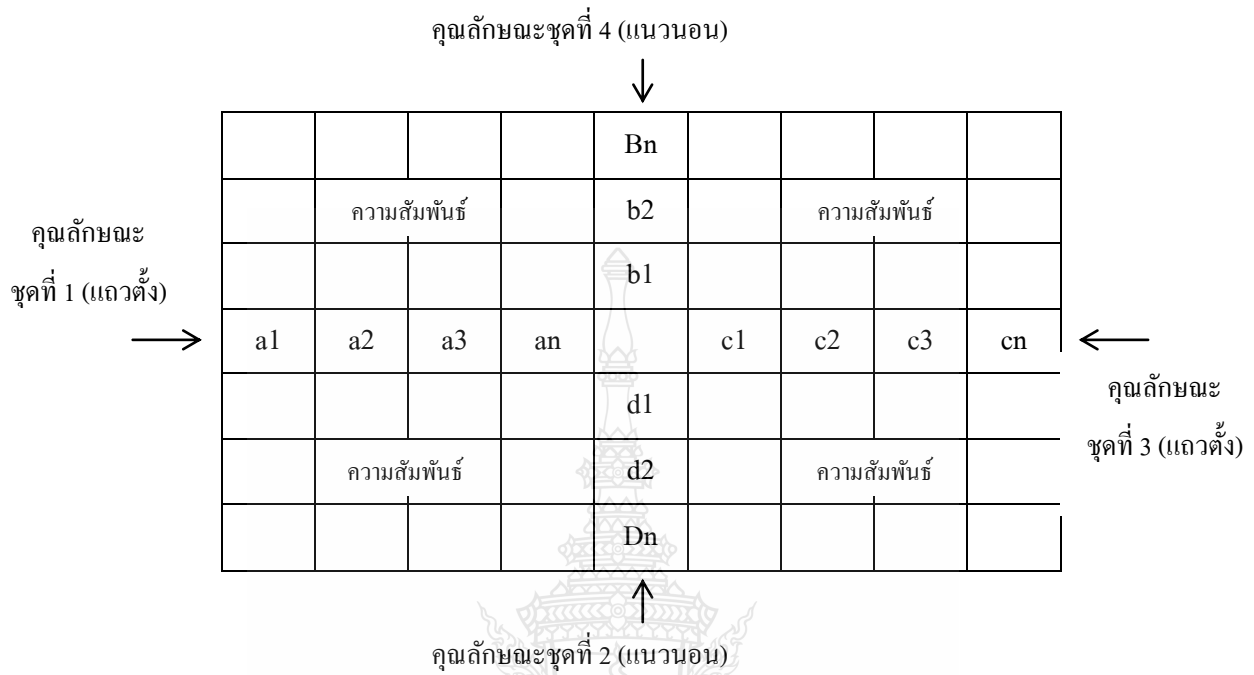 คุณลักษณะชุดที่ 4 (แนวนอน)
Bn
ความสัมพันธ์ b2 ความสัมพันธ์
คุณลักษณะ
ชุดที่ 1 (แถวตั้ง)
b1
a1 a2 a3 an c1 c2 c3 cn
d1
คุณลักษณะ
ชุดที่ 3 (แถวตั้ง)
ความสัมพันธ์ d2 ความสัมพันธ์
Dn
คุณลักษณะชุดที่ 2 (แนวนอน)